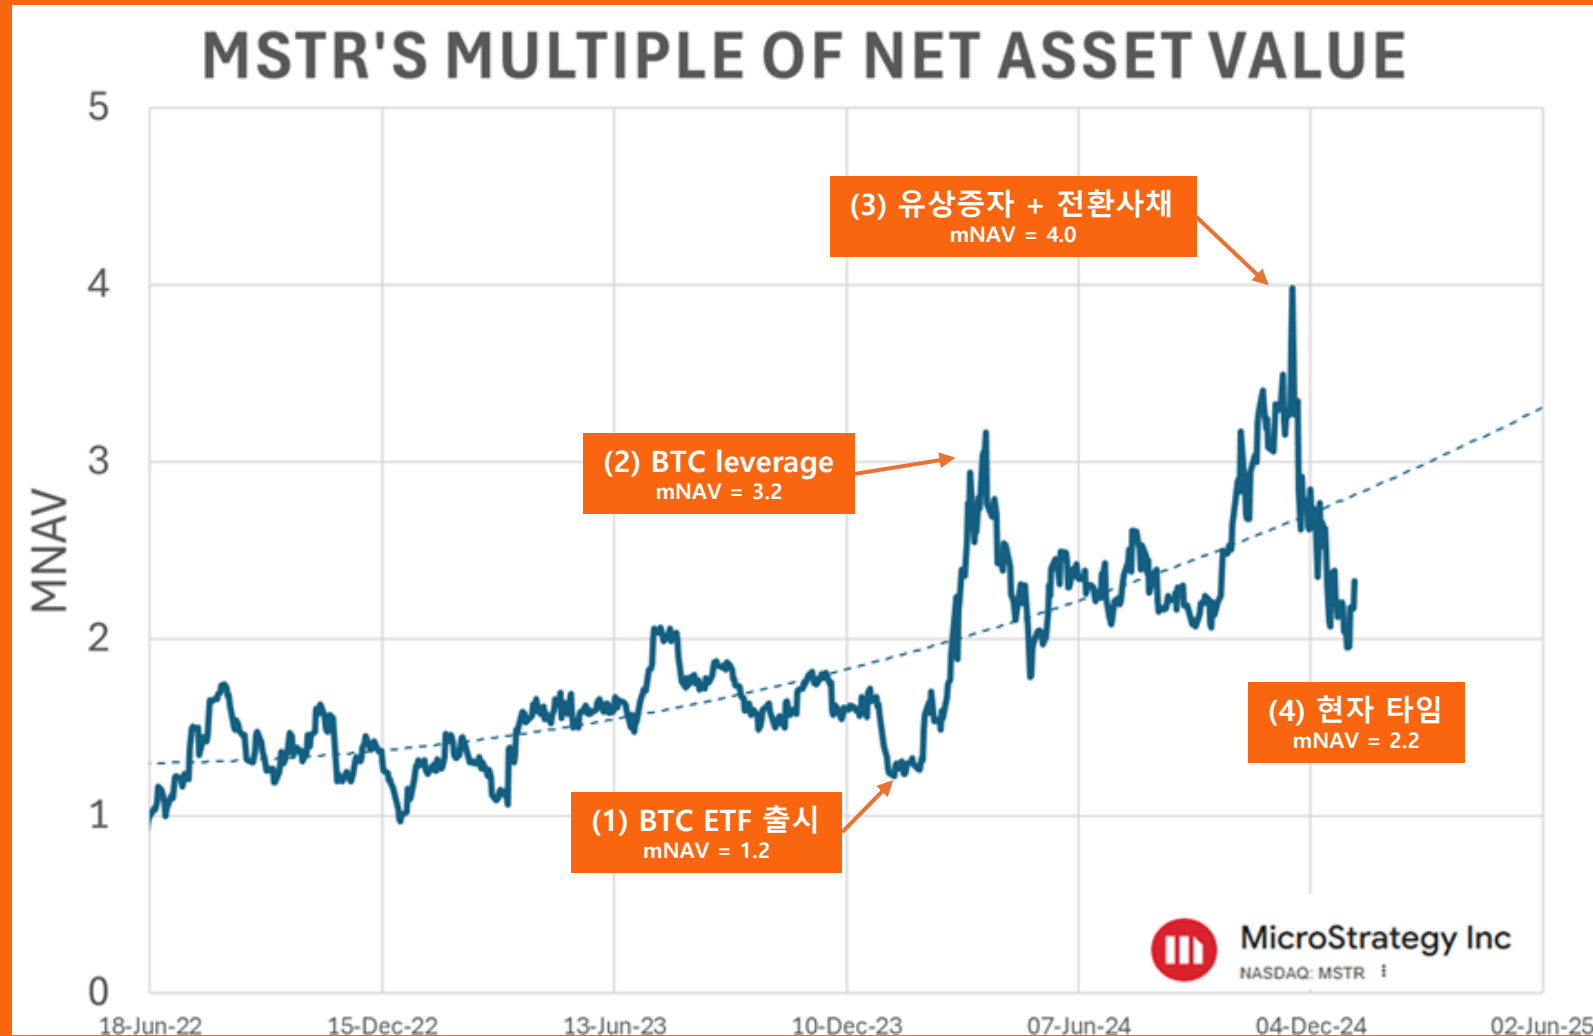 MSTR'S MULTIPLE OF NET ASSET VALUE
5
4
3
2
1
0
MNAV
(3) 유상증자 + 전환사채
mNAV = 4.0
(2) BTC leverage
mNAV = 3.2
(4) 현자 타임
mNAV = 2.2
(1) BTC ETF 출시
mNAV = 1.2
MicroStrategy Inc
NASDAQ: MSTR
18-Jun-22
15-Dec-22
13-Jun-23
10-Dec-23
07-Jun-24
04-Dec-24
02-Jun-25